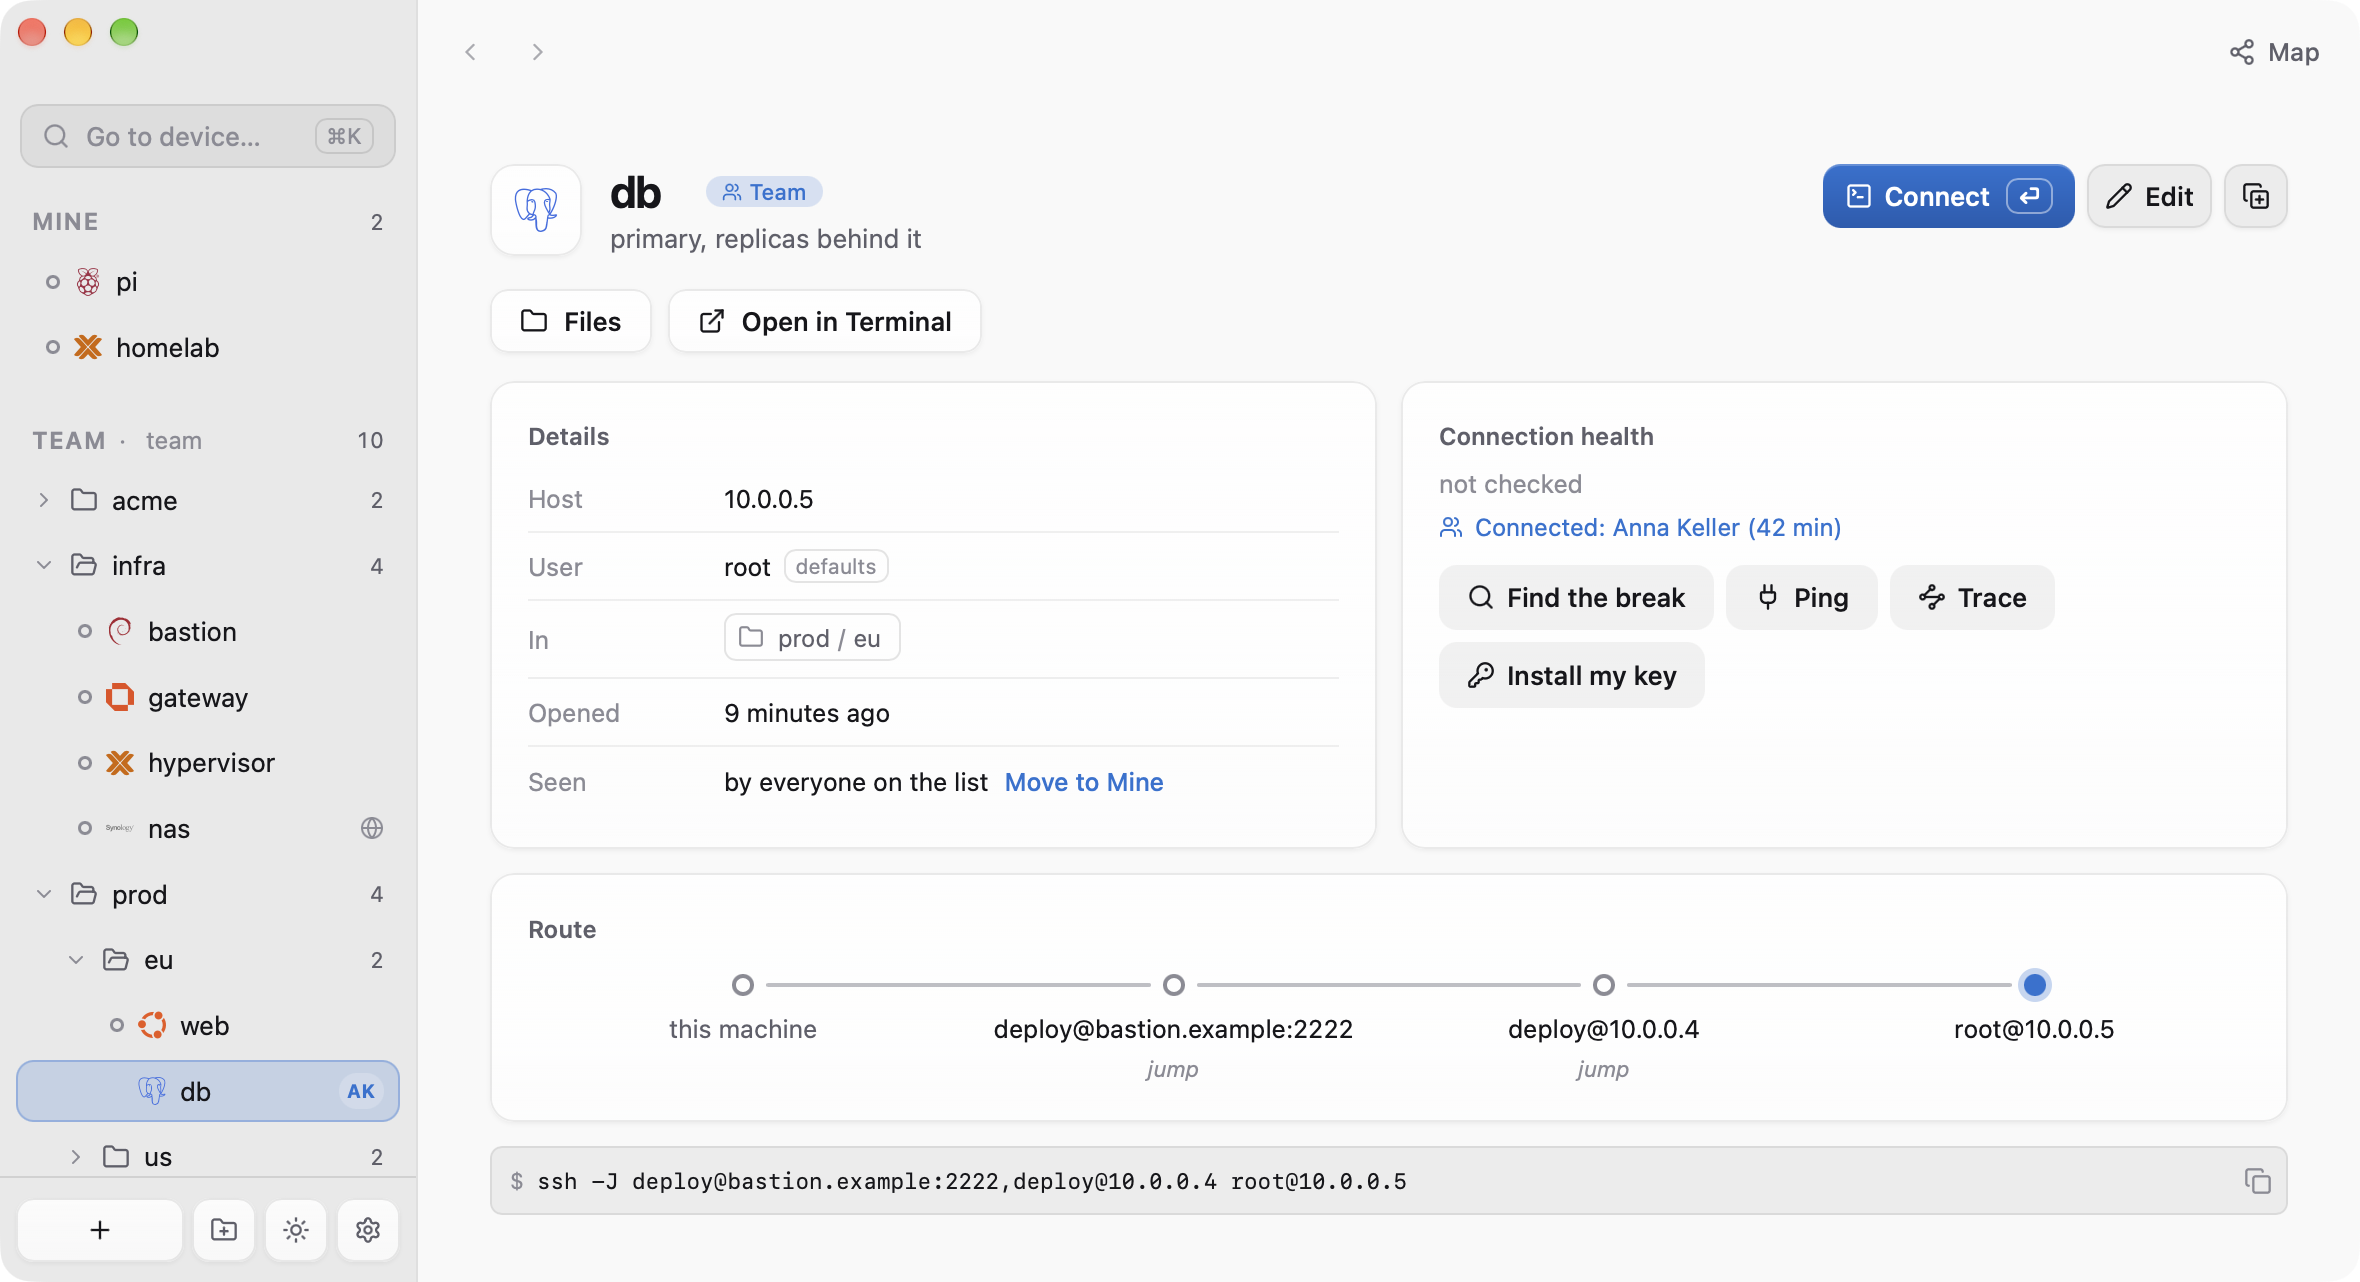 Map
Go to device... ⌘K
MINE 2
pi
homelab
TEAM · team 10
acme 2
infra 4
bastion
gateway
hypervisor
Synology nas
prod 4
eu 2
web
db AK
us 2
db Team
primary, replicas behind it
Connect Edit
Files Open in Terminal
Details
Host 10.0.0.5
User root defaults
In prod / eu
Opened 9 minutes ago
Seen by everyone on the list Move to Mine
Connection health
not checked
Connected: Anna Keller (42 min)
Find the break Ping Trace
Install my key
Route
this machine deploy@bastion.example:2222 deploy@10.0.0.4 root@10.0.0.5
jump jump
$ ssh -J deploy@bastion.example:2222,deploy@10.0.0.4 root@10.0.0.5